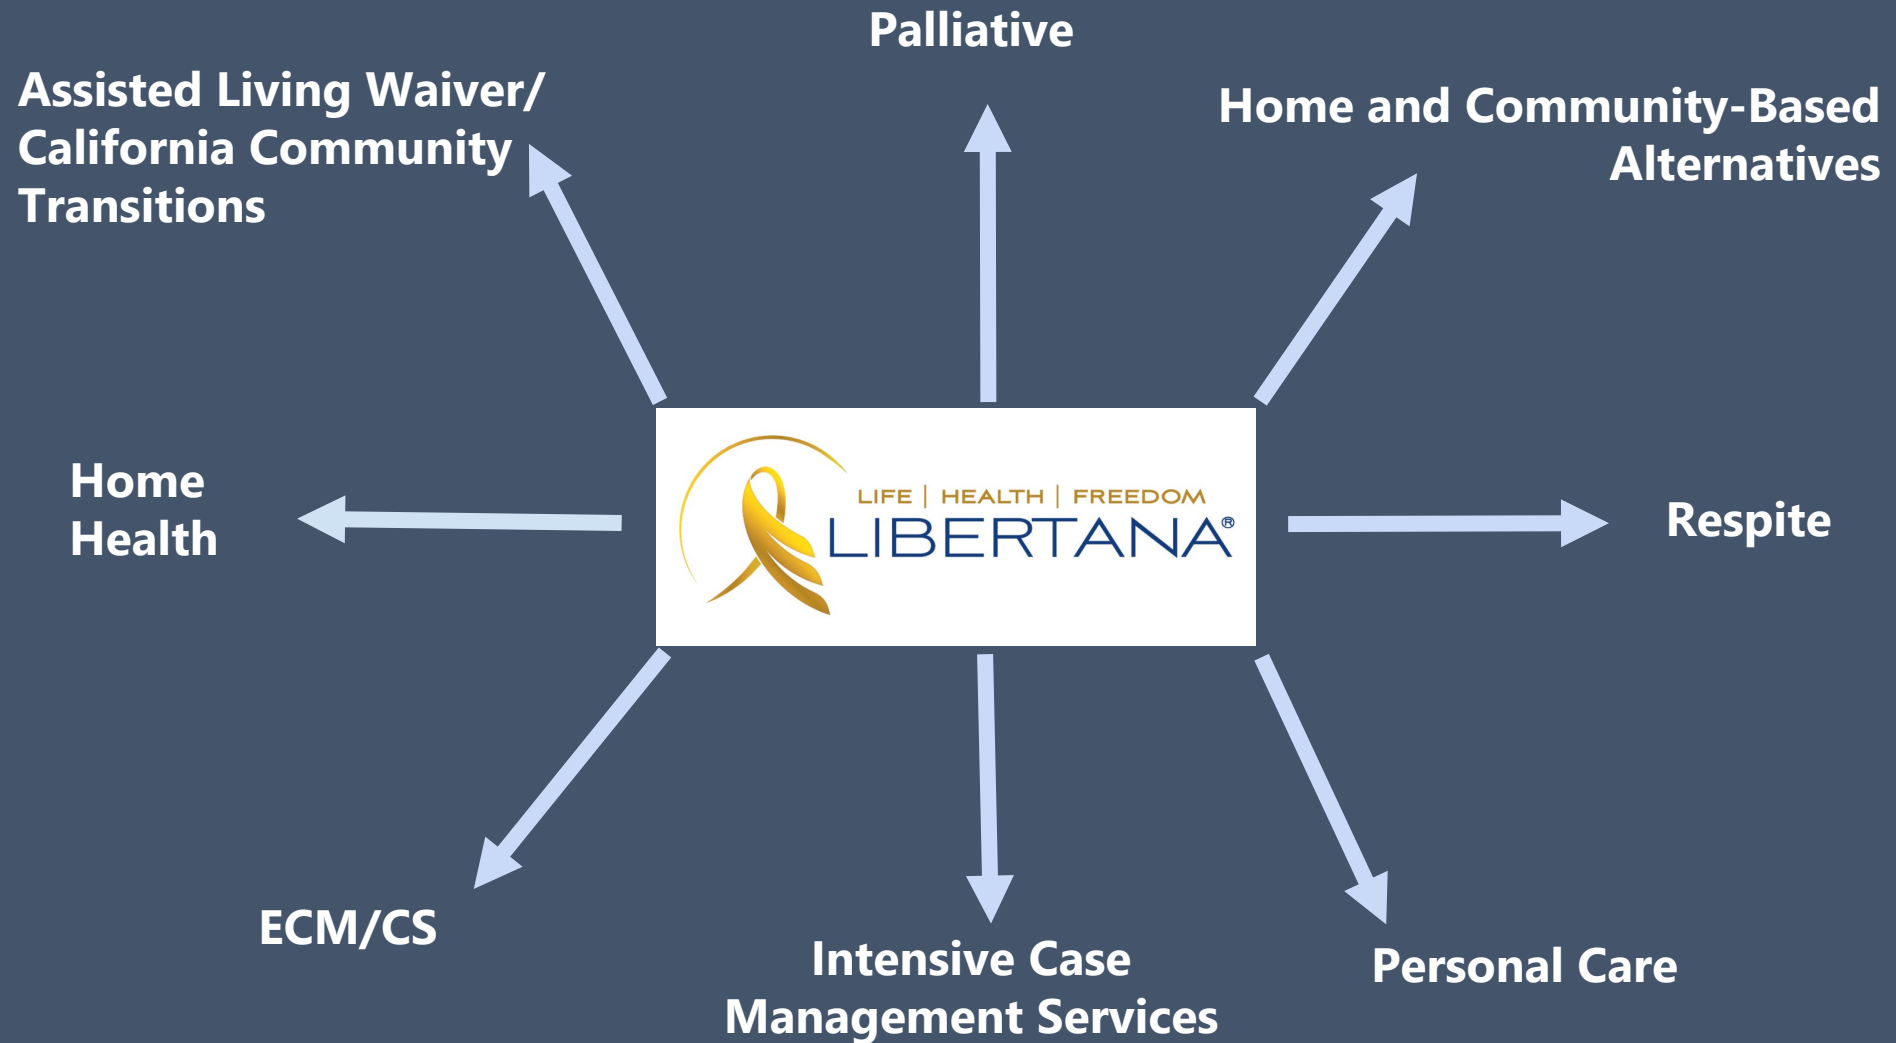 Palliative
Assisted Living Waiver/
California Community
Transitions
Home and Community-Based
Alternatives
Home
Health
LIFE | HEALTH | FREEDOM
LIBERTANA®
Respite
ECM/CS
Intensive Case
Management Services
Personal Care